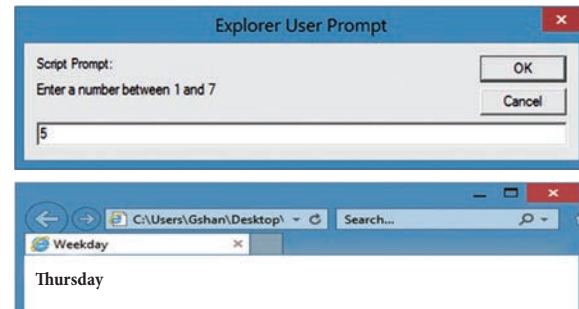 Explorer User Prompt
Script Prompt:
Enter a number between 1 and 7
OK
Cancel
5
C:\Users\Gshan\Desktop\
Search...
Weekday
Thursday